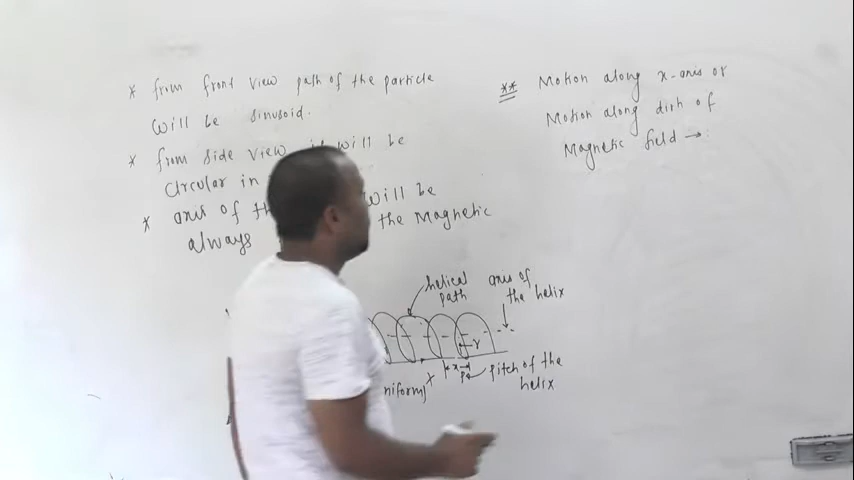 * from front view path of the particle
will be sinusoid.
* from side view it will be
circular in
* axis of the will be
always the Magnetic
helical
path
axis of
the helix
r
x
pitch of the
helix
uniform
** Motion along x-axis or
Motion along dirn of
Magnetic field →: